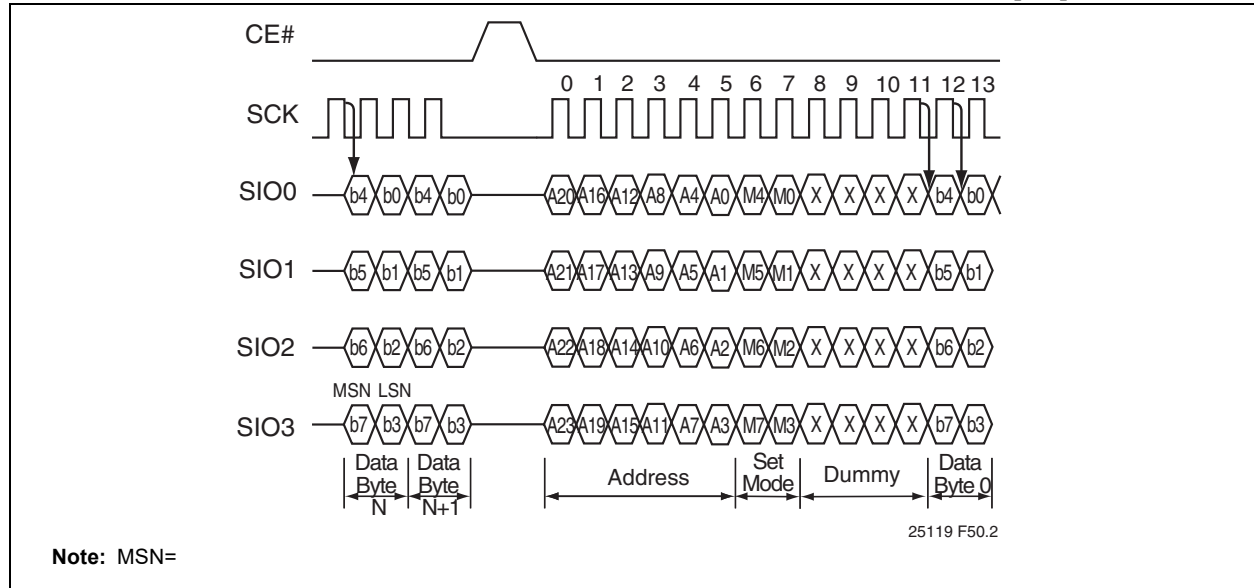 CE#
0 1 2 3 4 5 6 7 8 9 10 11 12 13
SCK
SIO0 b4 b0 b4 b0 A20 A16 A12 A8 A4 A0 M4 M0 X X X X b4 b0
SIO1 b5 b1 b5 b1 A21 A17 A13 A9 A5 A1 M5 M1 X X X X b5 b1
SIO2 b6 b2 b6 b2 A22 A18 A14 A10 A6 A2 M6 M2 X X X X b6 b2
MSN LSN
SIO3 b7 b3 b7 b3 A23 A19 A15 A11 A7 A3 M7 M3 X X X X b7 b3
Data Byte N
Data Byte N+1
Address
Set Mode
Dummy
Data Byte 0
25119 F50.2
Note: MSN=